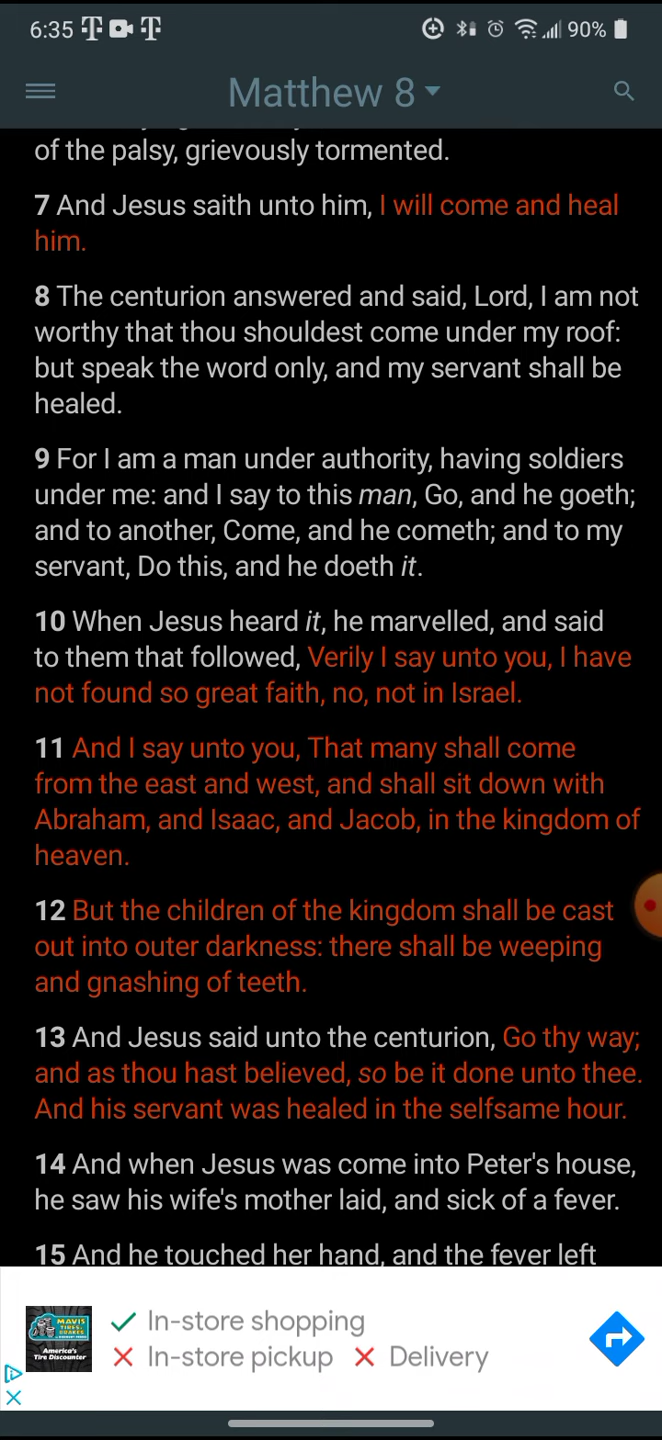 6:35 90%
Matthew 8
of the palsy, grievously tormented.
7 And Jesus saith unto him, I will come and heal
him.
8 The centurion answered and said, Lord, I am not
worthy that thou shouldest come under my roof:
but speak the word only, and my servant shall be
healed.
9 For I am a man under authority, having soldiers
under me: and I say to this man, Go, and he goeth;
and to another, Come, and he cometh; and to my
servant, Do this, and he doeth it.
10 When Jesus heard it, he marvelled, and said
to them that followed, Verily I say unto you, I have
not found so great faith, no, not in Israel.
11 And I say unto you, That many shall come
from the east and west, and shall sit down with
Abraham, and Isaac, and Jacob, in the kingdom of
heaven.
12 But the children of the kingdom shall be cast
out into outer darkness: there shall be weeping
and gnashing of teeth.
13 And Jesus said unto the centurion, Go thy way;
and as thou hast believed, so be it done unto thee.
And his servant was healed in the selfsame hour.
14 And when Jesus was come into Peter's house,
he saw his wife's mother laid, and sick of a fever.
15 And he touched her hand, and the fever left
MAVIS
TIRES &
BRAKES
America's
Tire Discounter
In-store shopping
In-store pickup Delivery